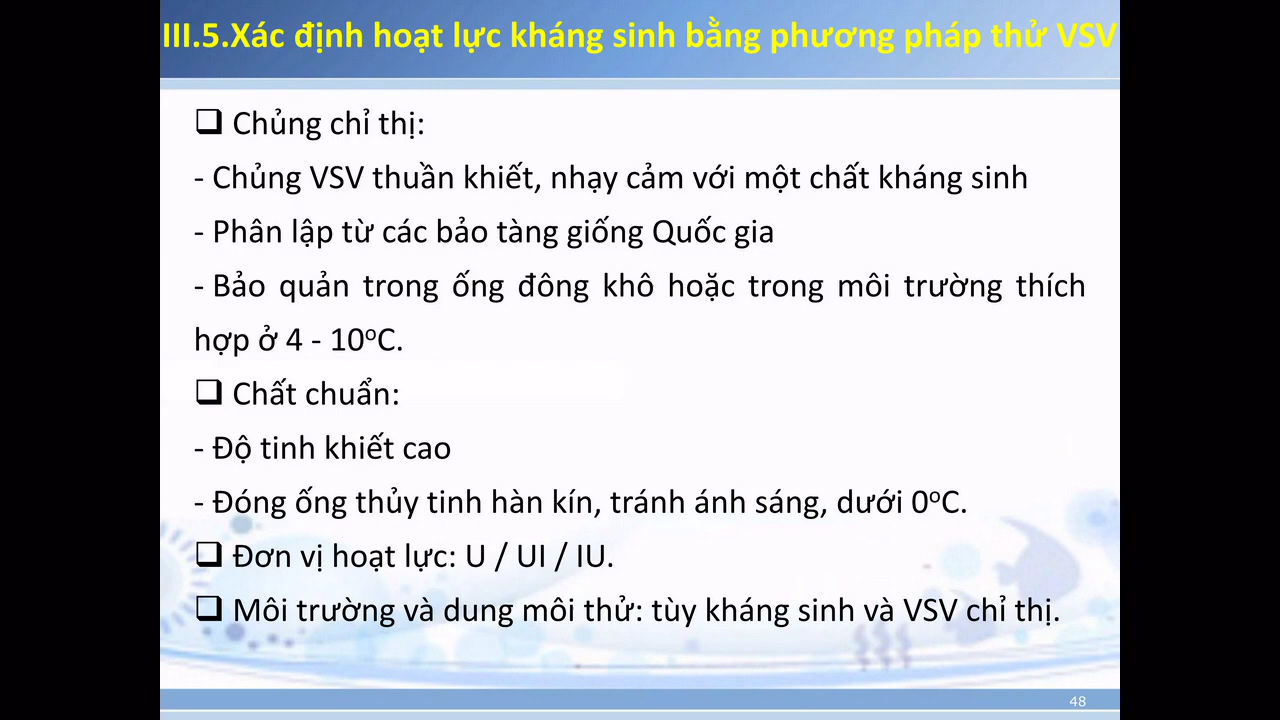 III.5.Xác định hoạt lực kháng sinh bằng phương pháp thử VSV
❑ Chủng chỉ thị:
- Chủng VSV thuần khiết, nhạy cảm với một chất kháng sinh
- Phân lập từ các bảo tàng giống Quốc gia
- Bảo quản trong ống đông khô hoặc trong môi trường thích
hợp ở 4 - 10ºC.
❑ Chất chuẩn:
- Độ tinh khiết cao
- Đóng ống thủy tinh hàn kín, tránh ánh sáng, dưới 0ºC.
❑ Đơn vị hoạt lực: U / UI / IU.
❑ Môi trường và dung môi thử: tùy kháng sinh và VSV chỉ thị.
48